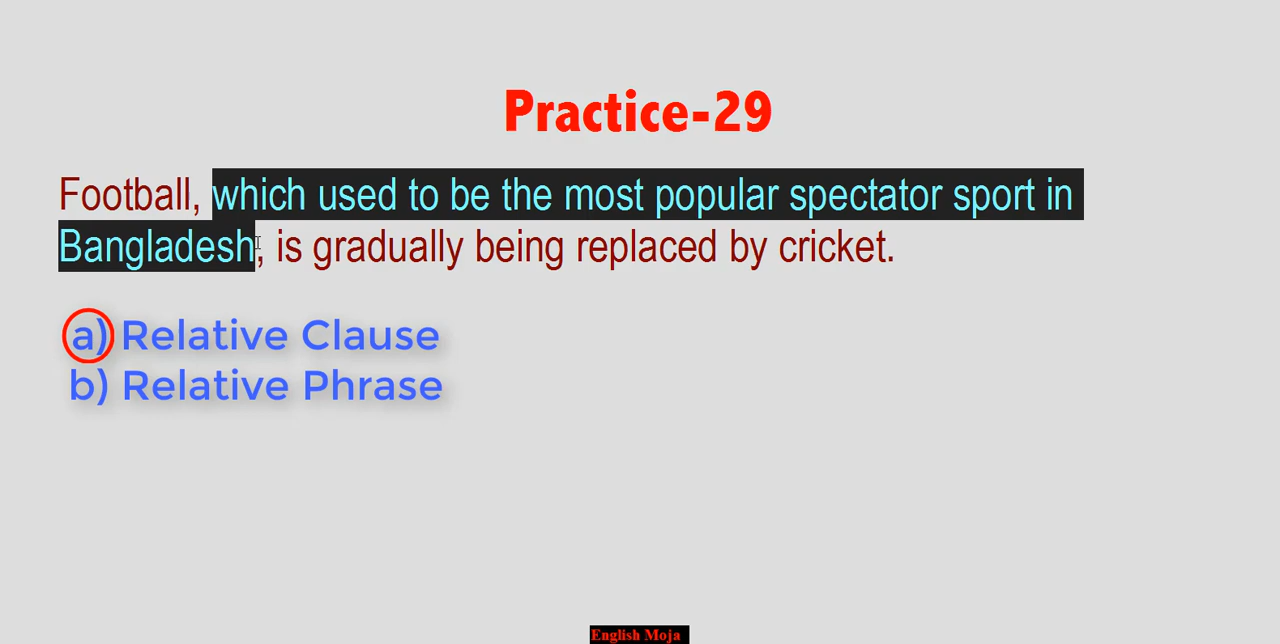 Practice-29
Football, which used to be the most popular spectator sport in
Bangladesh, is gradually being replaced by cricket.
a) Relative Clause
b) Relative Phrase
English Moja